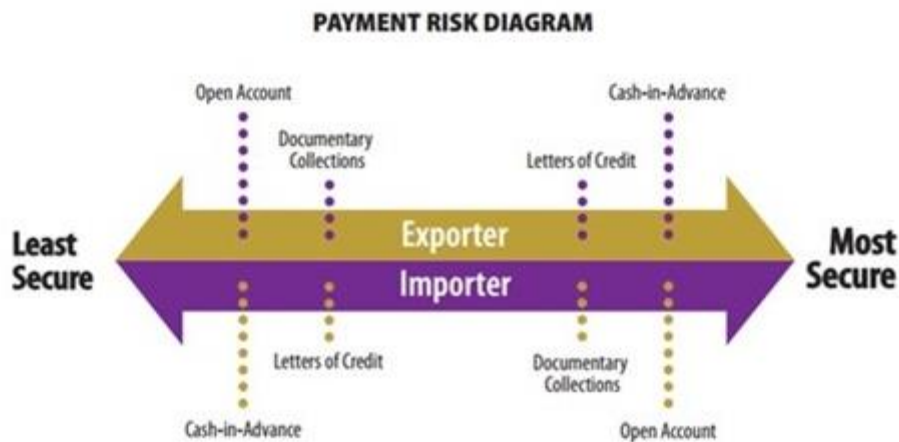 PAYMENT RISK DIAGRAM
Open Account
Cash-in-Advance
Documentary
Collections
Letters of Credit
Least
Secure
Exporter
Importer
Most
Secure
Letters of Credit
Documentary
Collections
Cash-in-Advance
Open Account